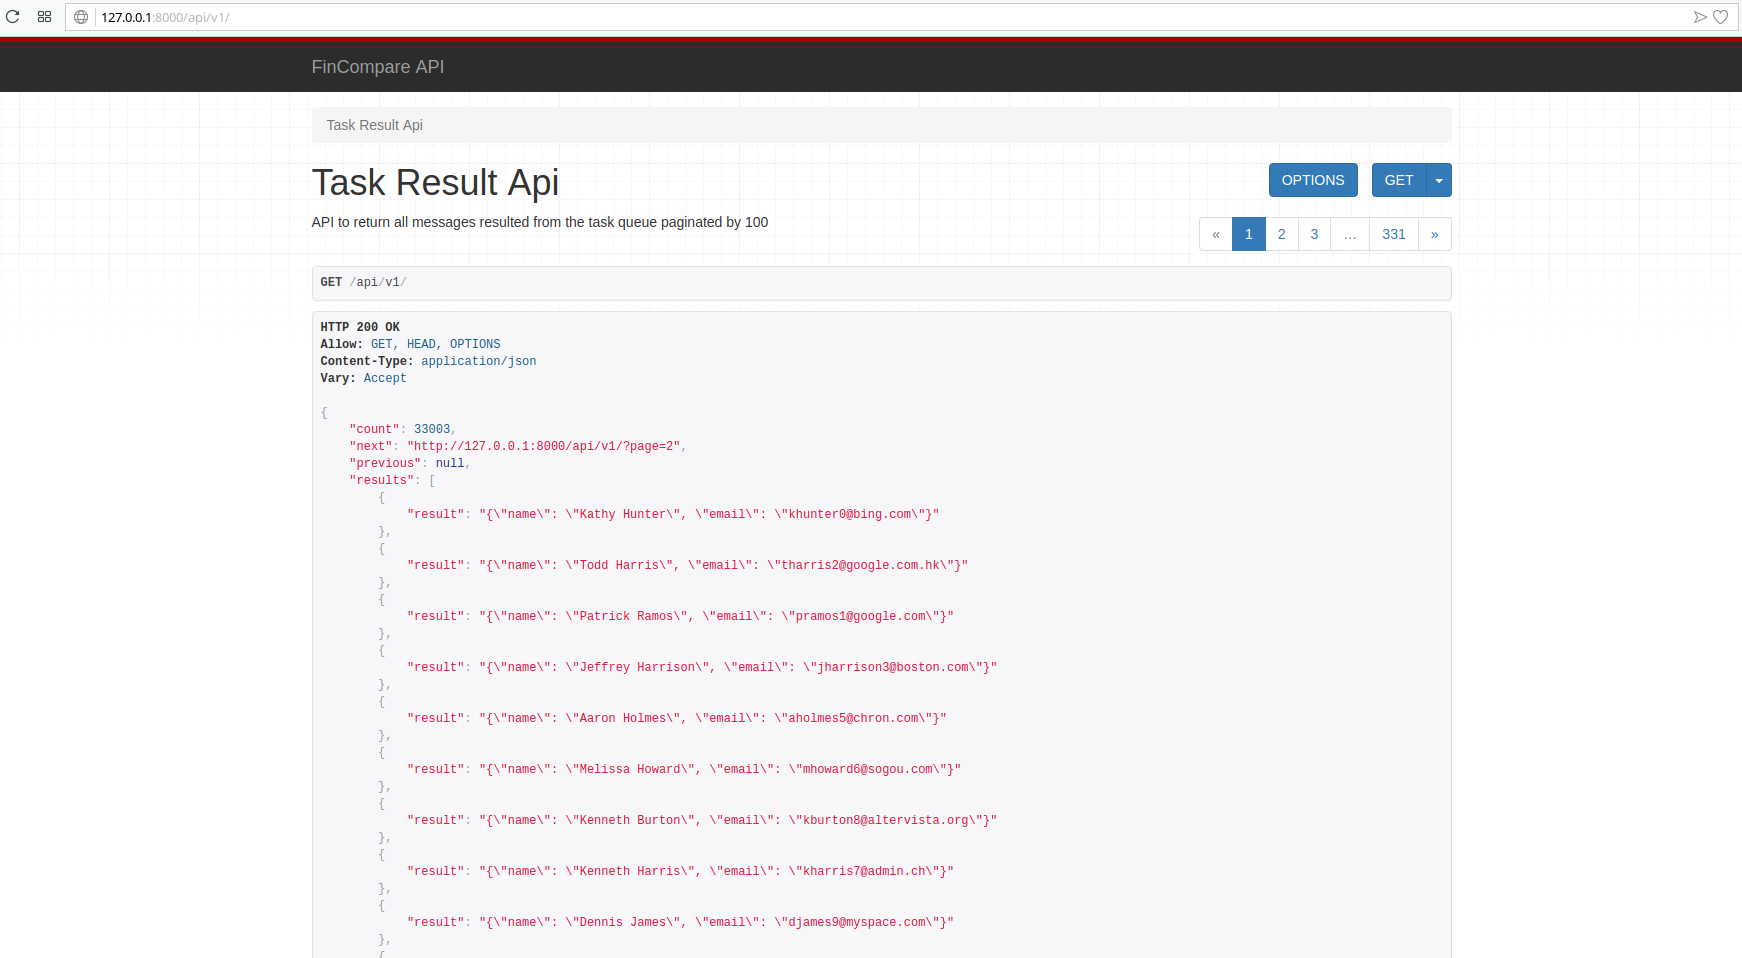 127.0.0.1:8000/api/v1/
FinCompare API
Task Result Api
Task Result Api
OPTIONS
GET
API to return all messages resulted from the task queue paginated by 100
« 1 2 3 … 331 »
GET /api/v1/
HTTP 200 OK
Allow: GET, HEAD, OPTIONS
Content-Type: application/json
Vary: Accept
{
"count": 33003,
"next": "http://127.0.0.1:8000/api/v1/?page=2",
"previous": null,
"results": [
{
"result": "{\"name\": \"Kathy Hunter\", \"email\": \"khunter0@bing.com\"}"
},
{
"result": "{\"name\": \"Todd Harris\", \"email\": \"tharris2@google.com.hk\"}"
},
{
"result": "{\"name\": \"Patrick Ramos\", \"email\": \"pramos1@google.com\"}"
},
{
"result": "{\"name\": \"Jeffrey Harrison\", \"email\": \"jharrison3@boston.com\"}"
},
{
"result": "{\"name\": \"Aaron Holmes\", \"email\": \"aholmes5@chron.com\"}"
},
{
"result": "{\"name\": \"Melissa Howard\", \"email\": \"mhoward6@sogou.com\"}"
},
{
"result": "{\"name\": \"Kenneth Burton\", \"email\": \"kburton8@altervista.org\"}"
},
{
"result": "{\"name\": \"Kenneth Harris\", \"email\": \"kharris7@admin.ch\"}"
},
{
"result": "{\"name\": \"Dennis James\", \"email\": \"djames9@myspace.com\"}"
},
{